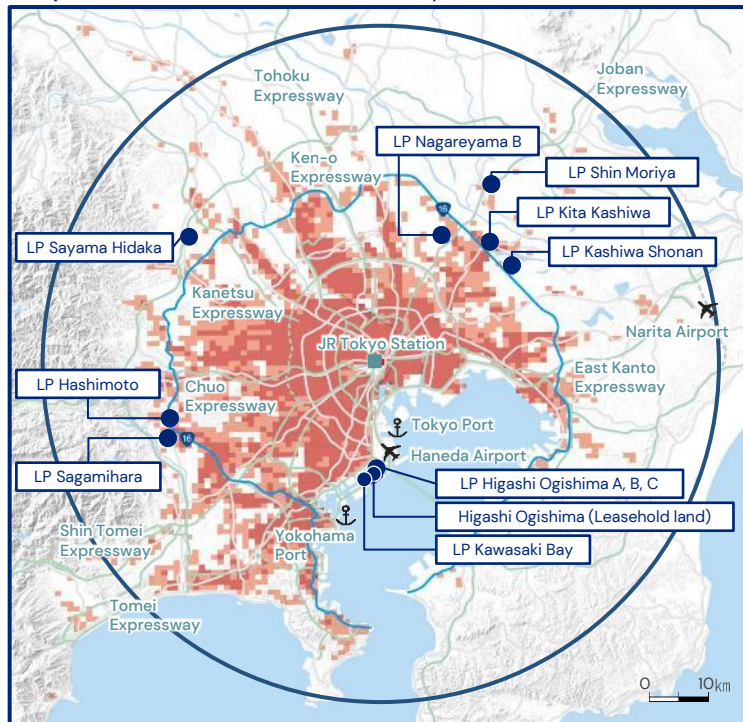 Tohoku
Expressway
Joban
Expressway
LP Nagareyama B
Ken-o
Expressway
LP Shin Moriya
16
LP Kita Kashiwa
LP Sayama Hidaka
LP Kashiwa Shonan
Kanetsu
Expressway
Narita Airport
JR Tokyo Station
East Kanto
Expressway
LP Hashimoto
Chuo
Expressway
Tokyo Port
16
Haneda Airport
LP Sagamihara
LP Higashi Ogishima A, B, C
Higashi Ogishima (Leasehold land)
Shin Tomei
Expressway
Yokohama
Port
LP Kawasaki Bay
Tomei
Expressway
0 10km